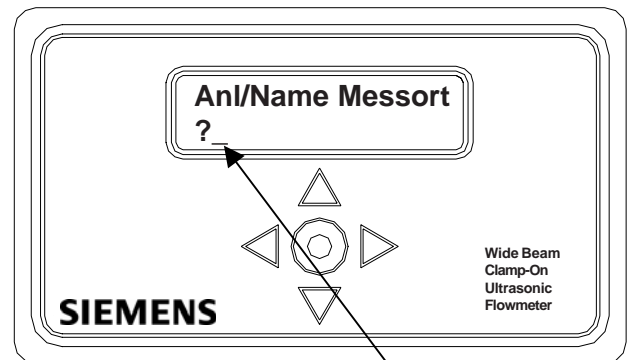 Anl/Name Messort
?_
Wide Beam
Clamp-On
Ultrasonic
Flowmeter
SIEMENS